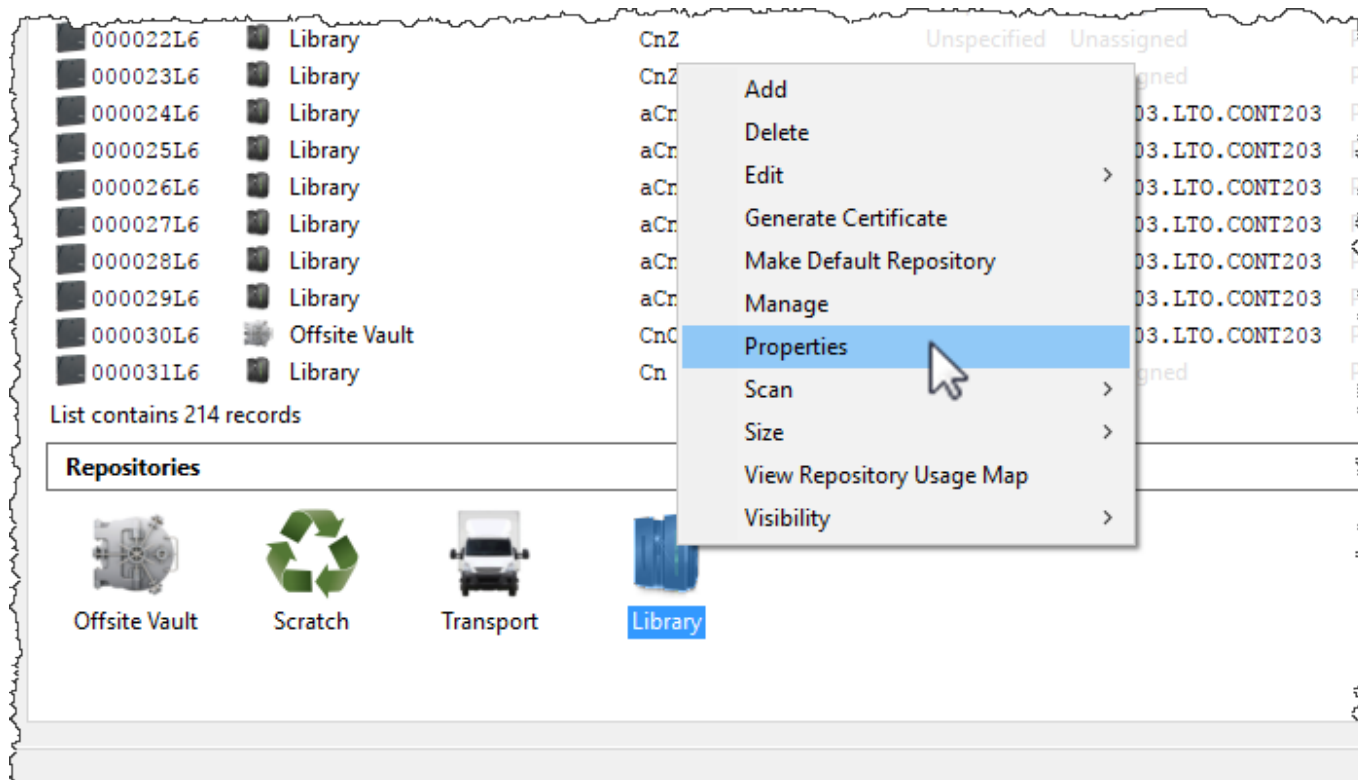 000022L6 Library CnZ Unspecified Unassigned
000023L6 Library CnZ gned
000024L6 Library aCn 03.LTO.CONT203
000025L6 Library aCn 03.LTO.CONT203
000026L6 Library aCn 03.LTO.CONT203
000027L6 Library aCn 03.LTO.CONT203
000028L6 Library aCn 03.LTO.CONT203
000029L6 Library aCn 03.LTO.CONT203
000030L6 Offsite Vault CnO 03.LTO.CONT203
000031L6 Library Cn gned
List contains 214 records
Add
Delete
Edit
Generate Certificate
Make Default Repository
Manage
Properties
Scan
Size
View Repository Usage Map
Visibility
Repositories
Offsite Vault Scratch Transport Library